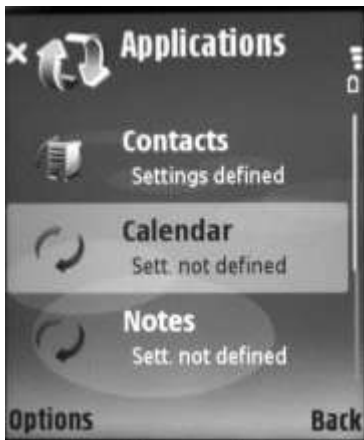 Applications
Contacts
Settings defined
Calendar
Sett. not defined
Notes
Sett. not defined
Options
Back